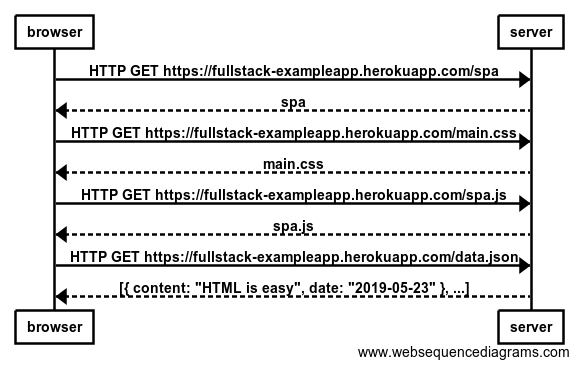 browser server
HTTP GET https://fullstack-exampleapp.herokuapp.com/spa
spa
HTTP GET https://fullstack-exampleapp.herokuapp.com/main.css
main.css
HTTP GET https://fullstack-exampleapp.herokuapp.com/spa.js
spa.js
HTTP GET https://fullstack-exampleapp.herokuapp.com/data.json
[{ content: "HTML is easy", date: "2019-05-23" }, ...]
browser server
www.websequencediagrams.com